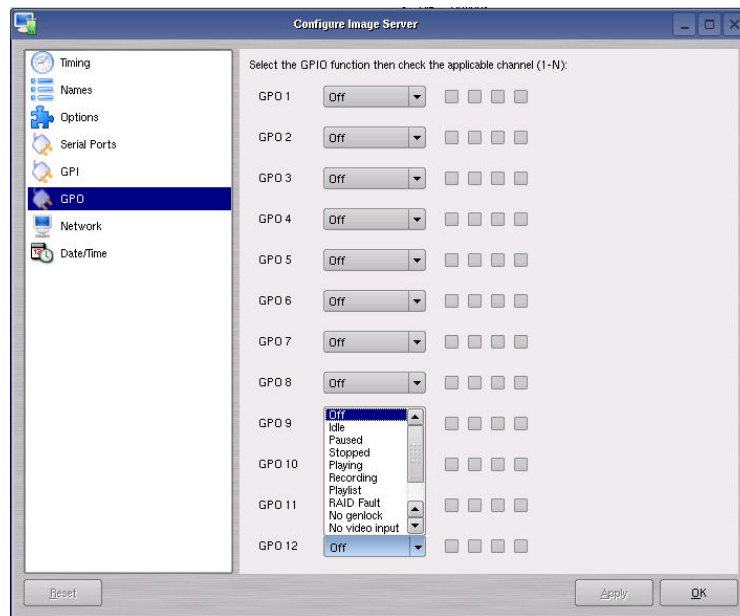 Configure Image Server
Timing
Names
Options
Serial Ports
GPI
GPO
Network
Date/Time
Select the GPIO function then check the applicable channel (1-N):
GPO 1 Off
GPO 2 Off
GPO 3 Off
GPO 4 Off
GPO 5 Off
GPO 6 Off
GPO 7 Off
GPO 8 Off
GPO 9
GPO 10
GPO 11
Off
Idle
Paused
Stopped
Playing
Recording
Playlist
RAID Fault
No genlock
No video input
GPO 12 Off
Reset
Apply
OK